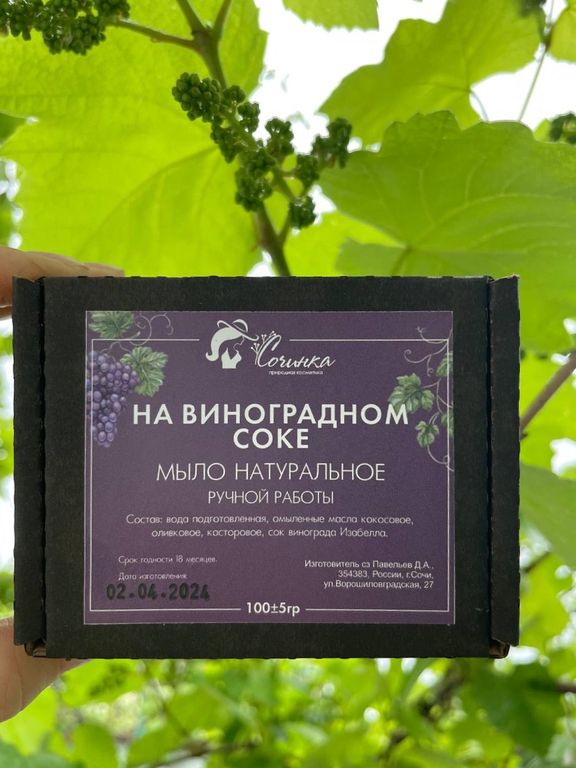 Сочинка
природная косметика
НА ВИНОГРАДНОМ
СОКЕ
МЫЛО НАТУРАЛЬНОЕ
РУЧНОЙ РАБОТЫ
Состав: вода подготовленная, омыленные масла кокосовое,
оливковое, касторовое, сок винограда Изабелла.
Срок годности 18 месяцев.
Дата изготовления:
02.04.2024
Изготовитель сз Павельев Д.А.,
354383, России, г.Сочи,
ул.Ворошиловградская, 27
100±5гр